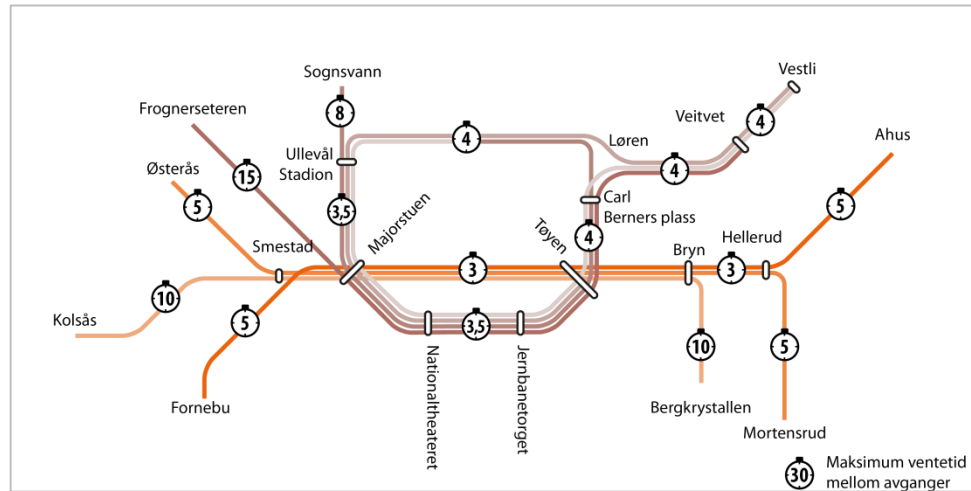 Sognsvann
Vestli
Frognerseteren
8
Veitvet
4
4
Løren
Ahus
Østerås
Ullevål
Stadion
4
15
5
Carl
Berners plass
5
3,5
Majorstuen
Tøyen
4
Smestad
Bryn
Hellerud
3
3
10
Kolsås
5
3,5
10
5
Nationaltheateret
Jernbanetorget
Fornebu
Bergkrystallen
Mortensrud
30
Maksimum ventetid
mellom avganger